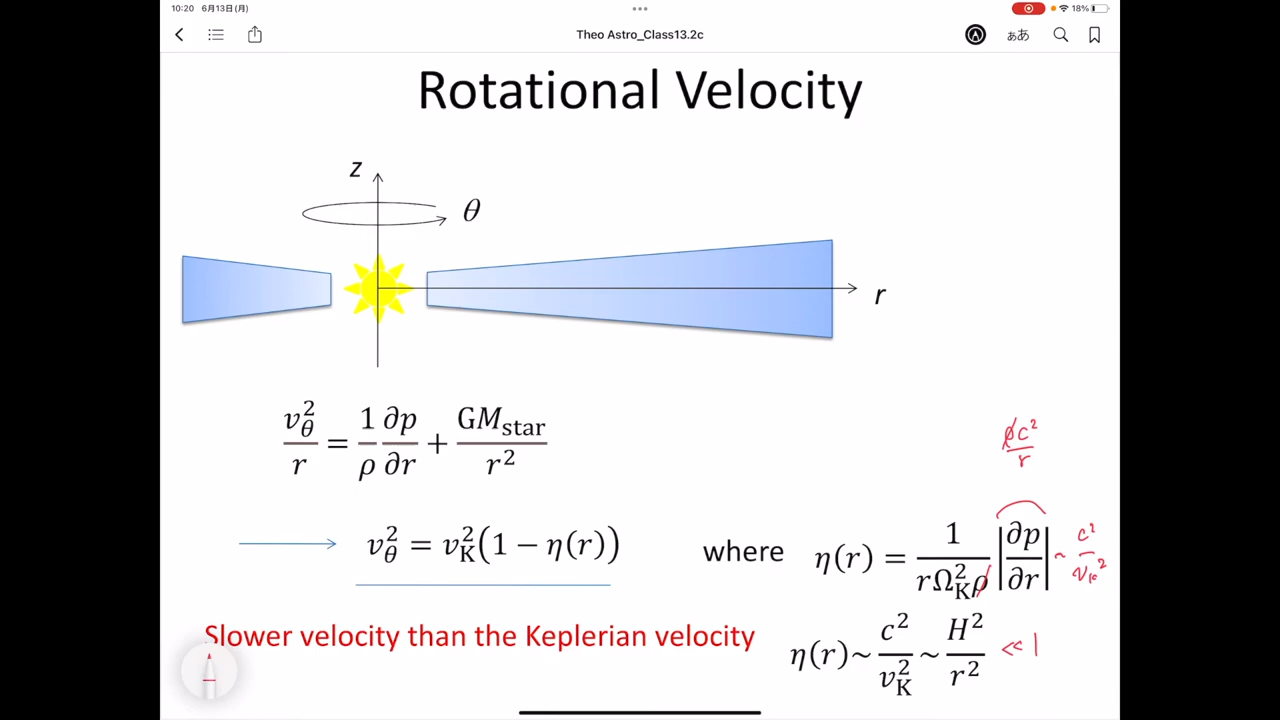 10:20 6月13日(月)
18%
Theo Astro_Class13.2c
ぁあ
Rotational Velocity
z
θ
r
v_θ²/r = 1/ρ ∂p/∂r + GM_star/r²
ρc²/r
v_θ² = v_K²(1 − η(r)) where η(r) = 1/(rΩ_K²ρ) |∂p/∂r| ~ c²/v_K²
Slower velocity than the Keplerian velocity
η(r)~ c²/v_K² ~ H²/r² ≪ 1